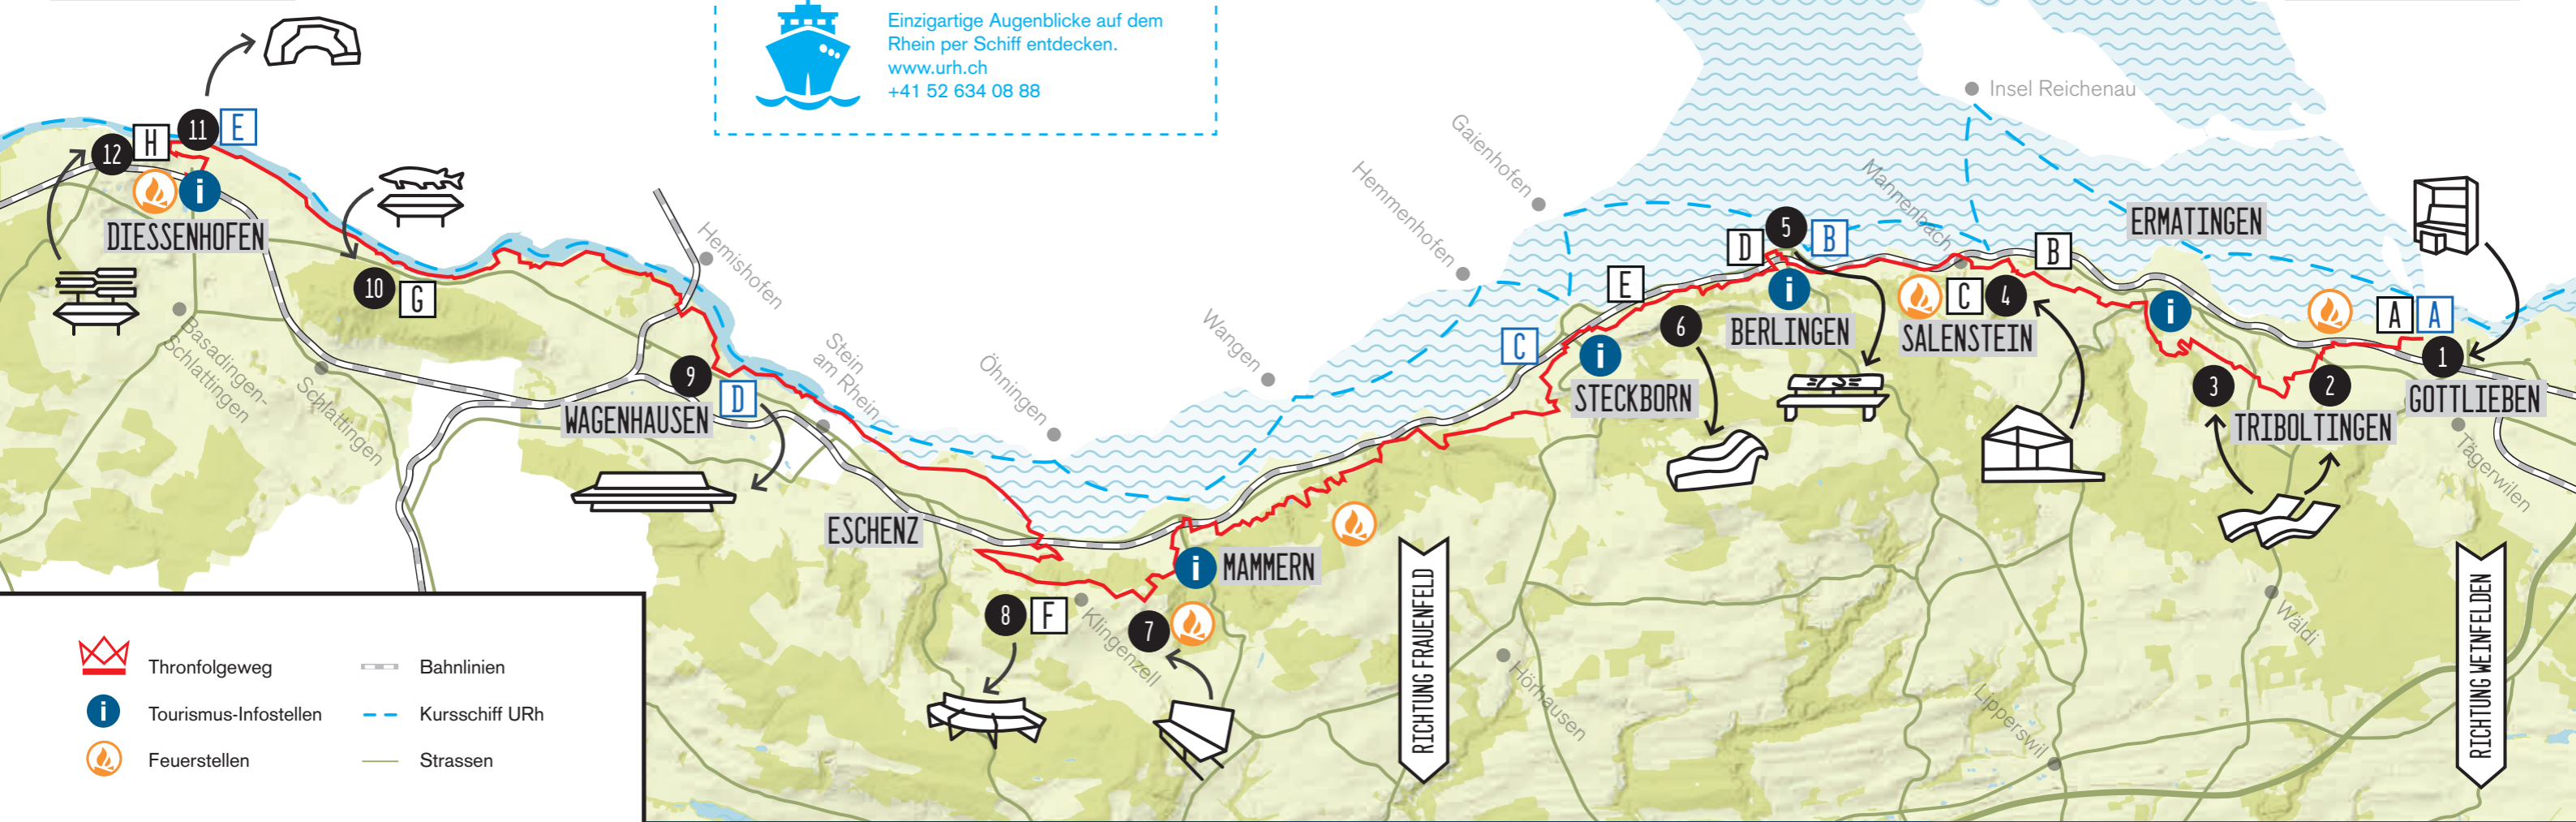 Einzigartige Augenblicke auf dem
Rhein per Schiff entdecken.
www.urh.ch
+41 52 634 08 88
Insel Reichenau
Gaienhofen
Hemmenhofen
Mannenbach
ERMATINGEN
11
E
H
12
i
DIESSENHOFEN
10
G
Basadingen-
Schlattingen
Schlattingen
Hemishofen
9
D
WAGENHAUSEN
Stein
am Rhein
Öhningen
Wangen
ESCHENZ
8
F
Klingenzell
7
i
MAMMERN
C
i
STECKBORN
E
6
D
5
B
i
BERLINGEN
C
4
SALENSTEIN
B
i
3
2
TRIBOLTINGEN
A
A
1
GOTTLIEBEN
Tägerwilen
Wäldi
Hörhausen
Lipperswil
RICHTUNG FRAUENFELD
RICHTUNG WEINFELDEN
Thronfolgeweg
i
Tourismus-Infostellen
Feuerstellen
Bahnlinien
Kursschiff URh
Strassen